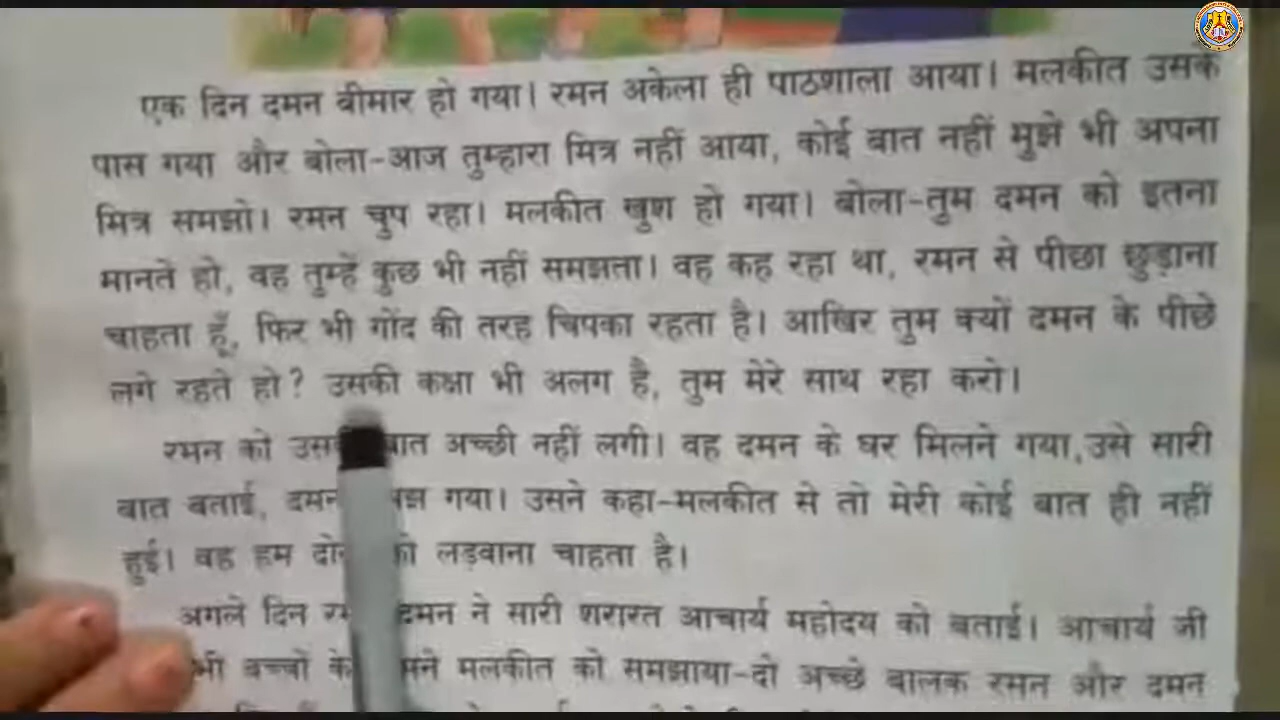 एक दिन दमन बीमार हो गया। रमन अकेला ही पाठशाला आया। मलकीत उसके
पास गया और बोला-आज तुम्हारा मित्र नहीं आया, कोई बात नहीं मुझे भी अपना
मित्र समझो। रमन चुप रहा। मलकीत खुश हो गया। बोला-तुम दमन को इतना
मानते हो, वह तुम्हें कुछ भी नहीं समझता। वह कह रहा था, रमन से पीछा छुड़ाना
चाहता हूँ, फिर भी गोंद की तरह चिपका रहता है। आखिर तुम क्यों दमन के पीछे
लगे रहते हो? उसकी कक्षा भी अलग है, तुम मेरे साथ रहा करो।
रमन को बात अच्छी नहीं लगी। वह दमन के घर मिलने गया, उसे सारी
बात बताई, दमन गया। उसने कहा-मलकीत से तो मेरी कोई बात ही नहीं
हुई। वह हम को लड़वाना चाहता है।
अगले दिन दमन ने सारी शरारत आचार्य महोदय को बताई। आचार्य जी
बच्चों के मलकीत को समझाया-दो अच्छे बालक रमन और दमन